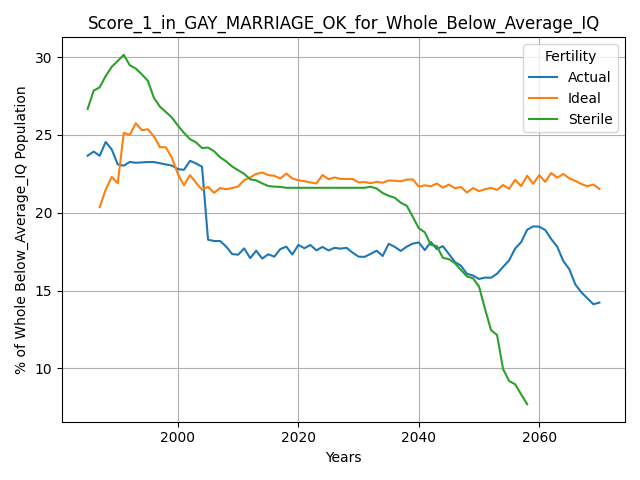 Score_1_in_GAY_MARRIAGE_OK_for_Whole_Below_Average_IQ
% of Whole Below_Average_IQ Population
30
25
20
15
10
Fertility
Actual
Ideal
Sterile
2000
2020
2040
2060
Years